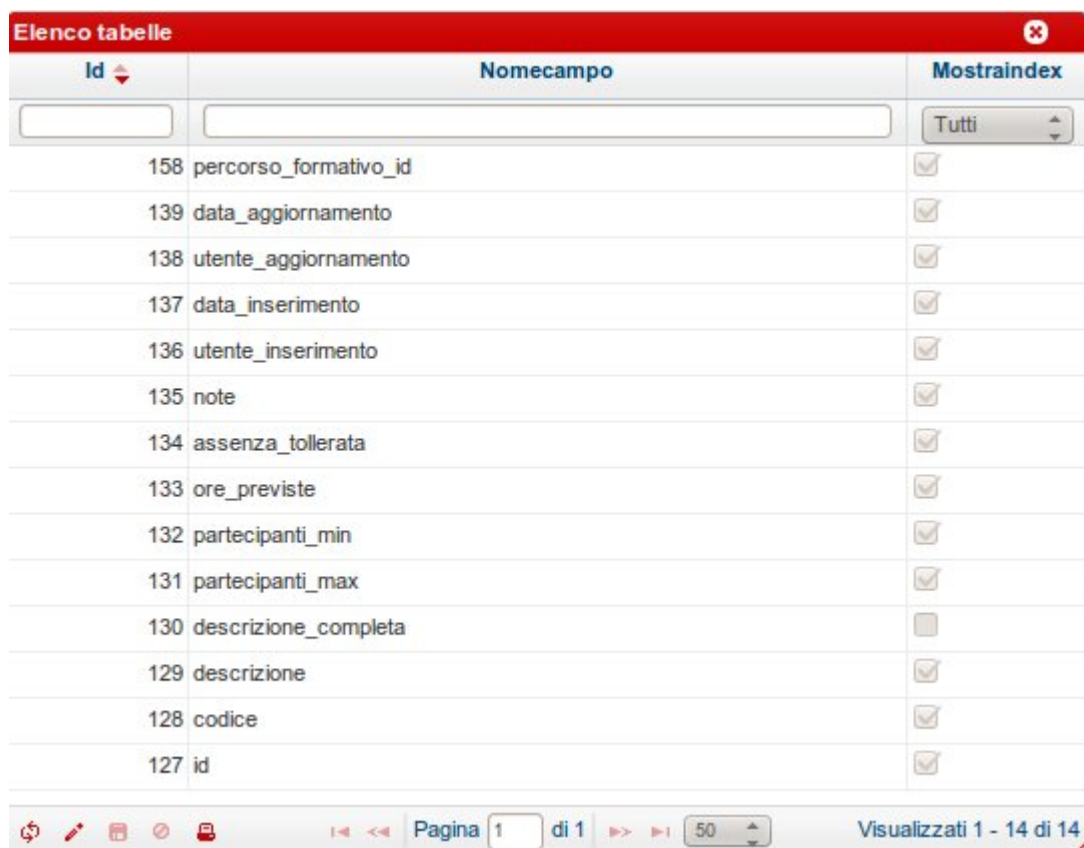 Elenco tabelle
Id Nomecampo Mostraindex
Tutti
158 percorso_formativo_id
139 data_aggiornamento
138 utente_aggiornamento
137 data_inserimento
136 utente_inserimento
135 note
134 assenza_tollerata
133 ore_previste
132 partecipanti_min
131 partecipanti_max
130 descrizione_completa
129 descrizione
128 codice
127 id
Pagina 1 di 1 50 Visualizzati 1 - 14 di 14